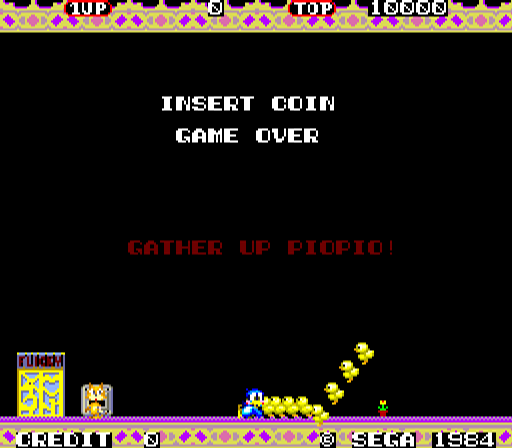 1UP 0 TOP 10000
INSERT COIN
GAME OVER
GATHER UP PIOPIO!
CREDIT 0 © SEGA 1984